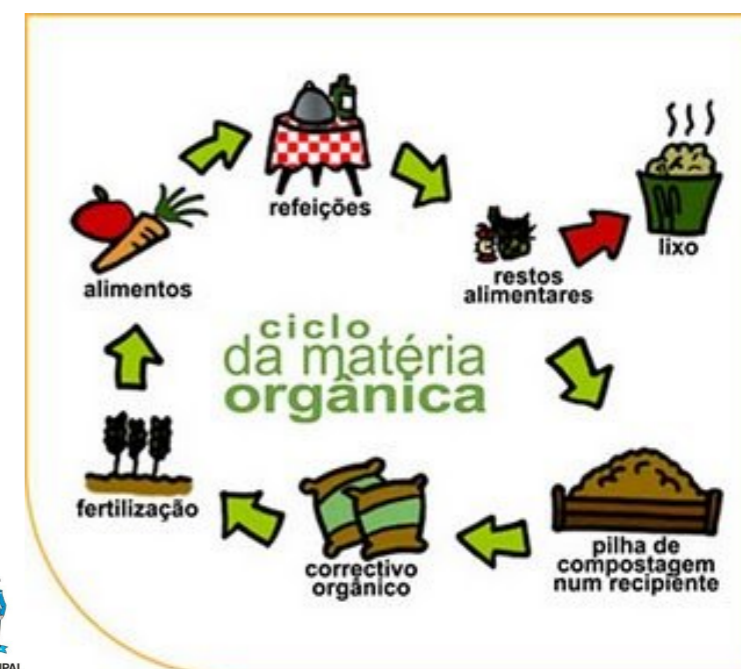 refeições
lixo
restos
alimentares
alimentos
ciclo
da matéria
orgânica
fertilização
correctivo
orgânico
pilha de
compostagem
num recipiente